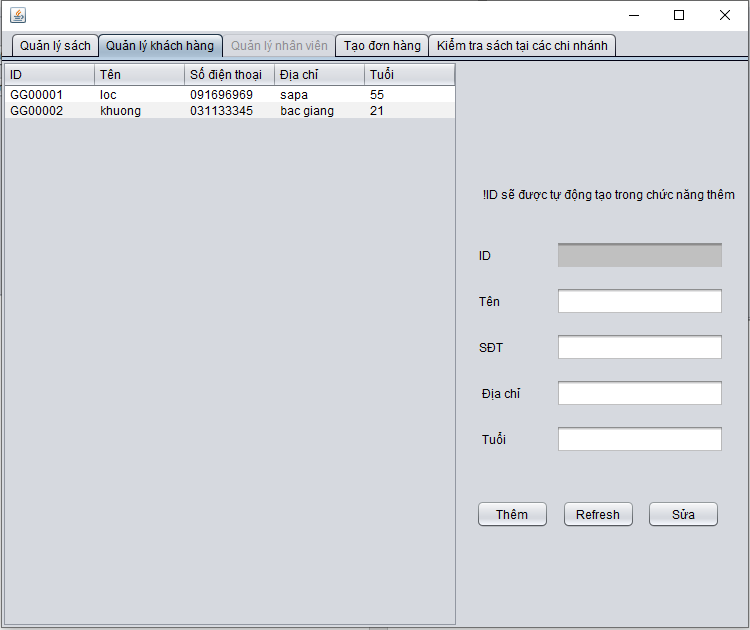 Quản lý sách Quản lý khách hàng Quản lý nhân viên Tạo đơn hàng Kiểm tra sách tại các chi nhánh
ID Tên Số điện thoại Địa chỉ Tuổi
GG00001 loc 091696969 sapa 55
GG00002 khuong 031133345 bac giang 21
!ID sẽ được tự động tạo trong chức năng thêm
ID
Tên
SĐT
Địa chỉ
Tuổi
Thêm Refresh Sửa